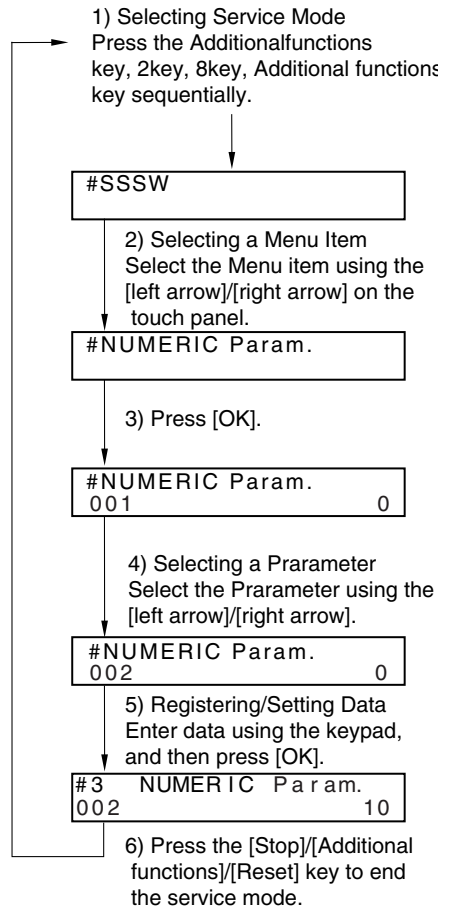 1) Selecting Service Mode
Press the Additionalfunctions
key, 2key, 8key, Additional functions
key sequentially.
#SSSW
2) Selecting a Menu Item
Select the Menu item using the
[left arrow]/[right arrow] on the
touch panel.
#NUMERIC Param.
3) Press [OK].
#NUMERIC Param.
001 0
4) Selecting a Prarameter
Select the Prarameter using the
[left arrow]/[right arrow].
#NUMERIC Param.
002 0
5) Registering/Setting Data
Enter data using the keypad,
and then press [OK].
#3 NUMERIC Param.
002 10
6) Press the [Stop]/[Additional
functions]/[Reset] key to end
the service mode.